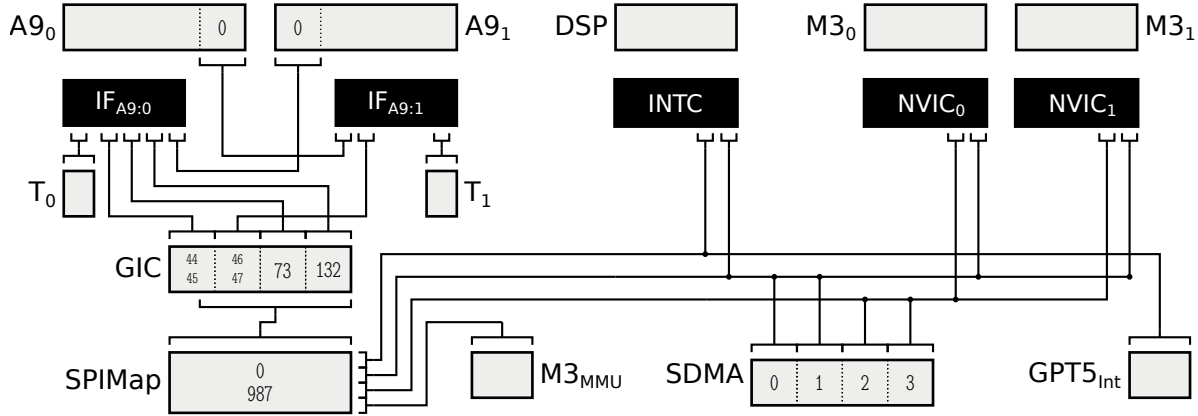 A9₀ 0 0 A9₁ DSP M3₀ M3₁
IF_A9:0 IF_A9:1 INTC NVIC₀ NVIC₁
T₀ T₁
GIC 44 45 46 47 73 132
SPIMap 0 987 M3_MMU SDMA 0 1 2 3 GPT5_Int